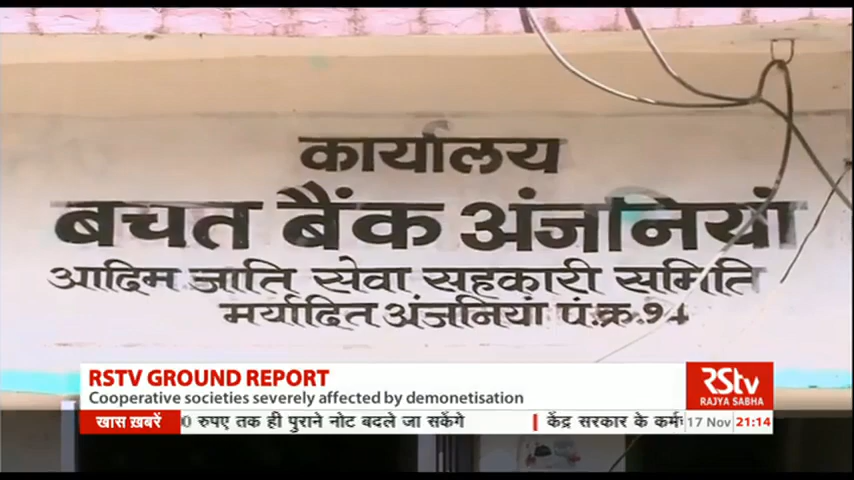 कार्यालय
बचत बैंक अंजनियां
आदिम जाति सेवा सहकारी समिति
मर्यादित अंजनियां पं.क्र.94
RSTV GROUND REPORT
Cooperative societies severely affected by demonetisation
RSTV
RAJYA SABHA
खास ख़बरें
0 रुपए तक ही पुराने नोट बदले जा सकेंगे
केंद्र सरकार के कर्म
17 Nov 21:14